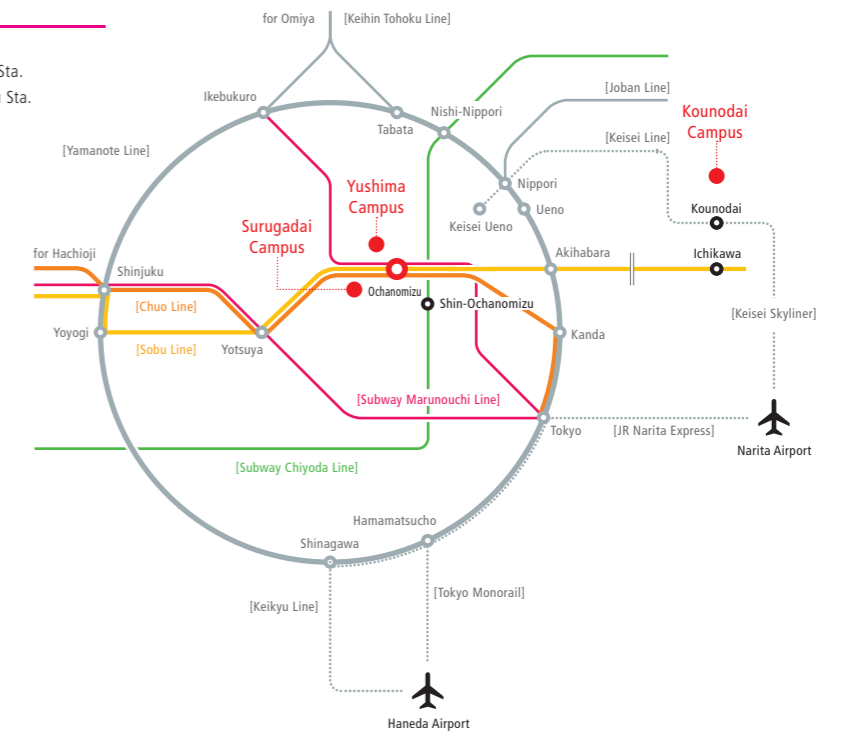 for Omiya
[Keihin Tohoku Line]
Sta.
Sta.
Ikebukuro
[Joban Line]
Nishi-Nippori
Tabata
Kounodai
Campus
[Keisei Line]
[Yamanote Line]
Yushima
Campus
Nippori
Ueno
Kounodai
Surugadai
Campus
Keisei Ueno
for Hachioji
Akihabara
Ichikawa
Shinjuku
Ochanomizu
Shin-Ochanomizu
[Chuo Line]
[Keisei Skyliner]
Yoyogi
Kanda
[Sobu Line]
Yotsuya
[Subway Marunouchi Line]
Tokyo
[JR Narita Express]
Narita Airport
[Subway Chiyoda Line]
Hamamatsucho
Shinagawa
[Tokyo Monorail]
[Keikyu Line]
Haneda Airport